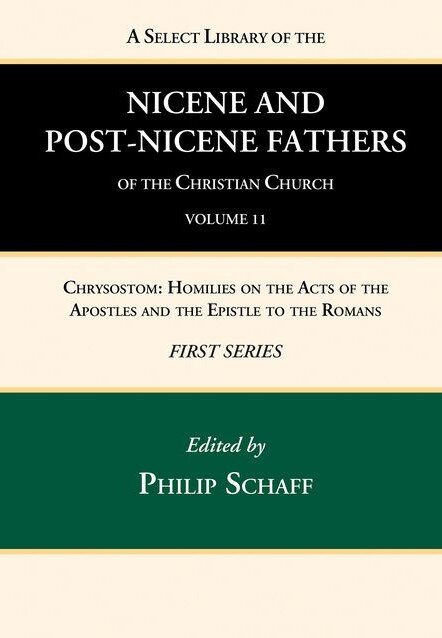 A Select Library of the
NICENE AND
POST-NICENE FATHERS
of the Christian Church
VOLUME 11
Chrysostom: Homilies on the Acts of the
Apostles and the Epistle to the Romans
FIRST SERIES
Edited by
Philip Schaff